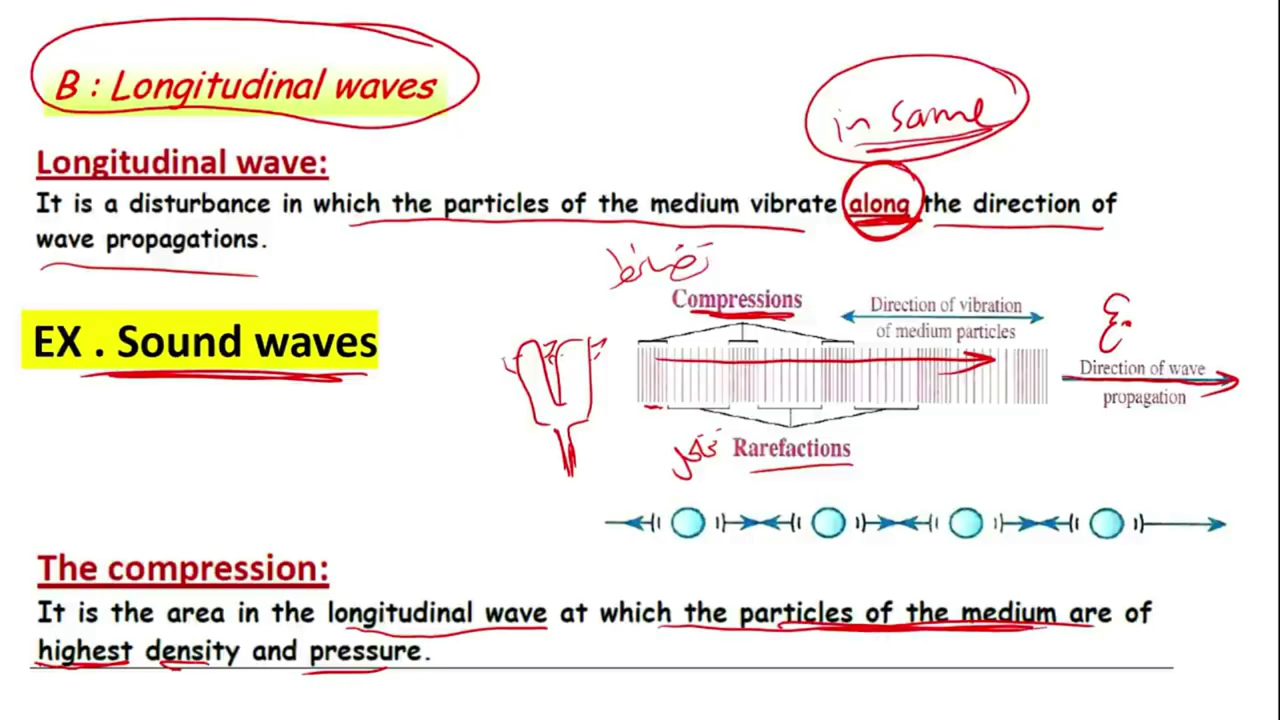 B : Longitudinal waves
in same
Longitudinal wave:
It is a disturbance in which the particles of the medium vibrate along the direction of
wave propagations.
تضاغط
Compressions
Direction of vibration
of medium particles
EX . Sound waves
Direction of wave
propagation
تخلخل
Rarefactions
The compression:
It is the area in the longitudinal wave at which the particles of the medium are of
highest density and pressure.